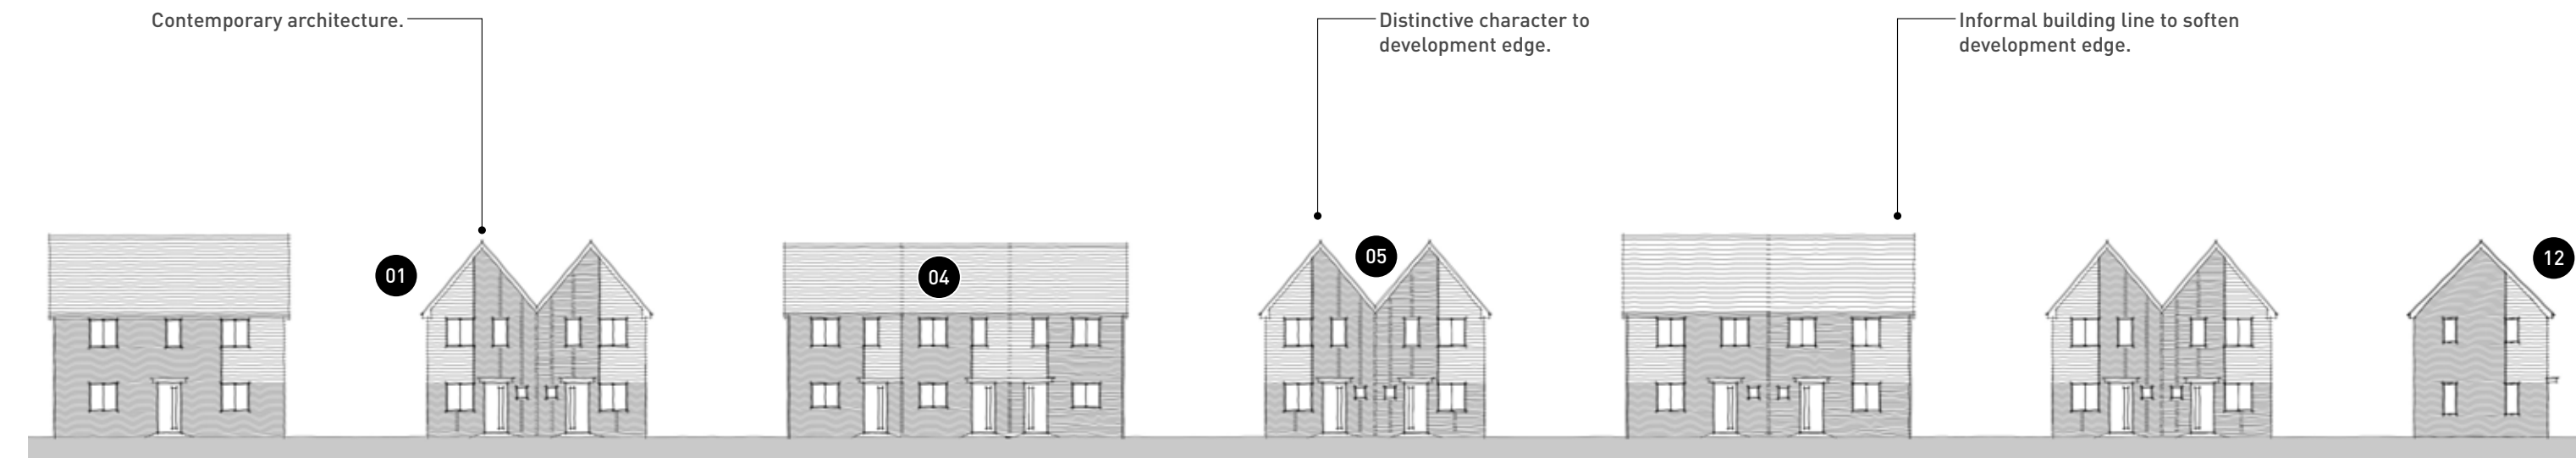 Contemporary architecture.
Distinctive character to
development edge.
Informal building line to soften
development edge.
01
04
05
12